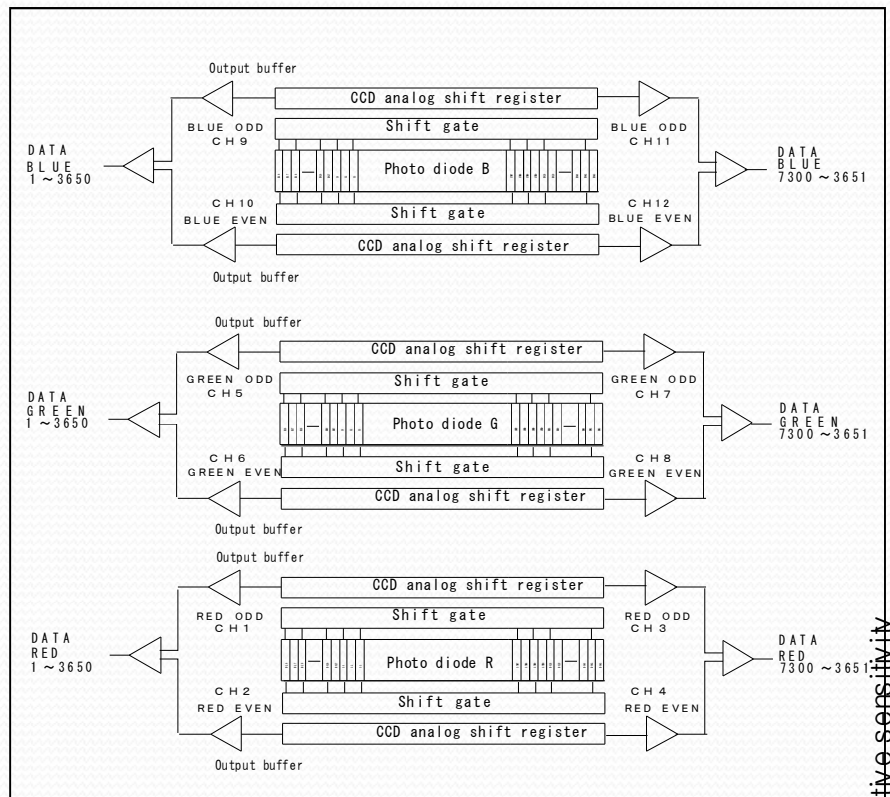 Output buffer
CCD analog shift register
BLUE ODD
CH9
Shift gate
BLUE ODD
CH11
DATA
BLUE
1 ～3650
Photo diode B
DATA
BLUE
7300 ～3651
CH10
BLUE EVEN
Shift gate
CH12
BLUE EVEN
CCD analog shift register
Output buffer
Output buffer
CCD analog shift register
GREEN ODD
CH5
Shift gate
GREEN ODD
CH7
DATA
GREEN
1 ～3650
Photo diode G
DATA
GREEN
7300 ～3651
CH6
GREEN EVEN
Shift gate
CH8
GREEN EVEN
CCD analog shift register
Output buffer
Output buffer
CCD analog shift register
RED ODD
CH1
Shift gate
RED ODD
CH3
DATA
RED
1 ～3650
Photo diode R
DATA
RED
7300 ～3651
CH2
RED EVEN
Shift gate
CH4
RED EVEN
CCD analog shift register
Output buffer
tive sensitivity